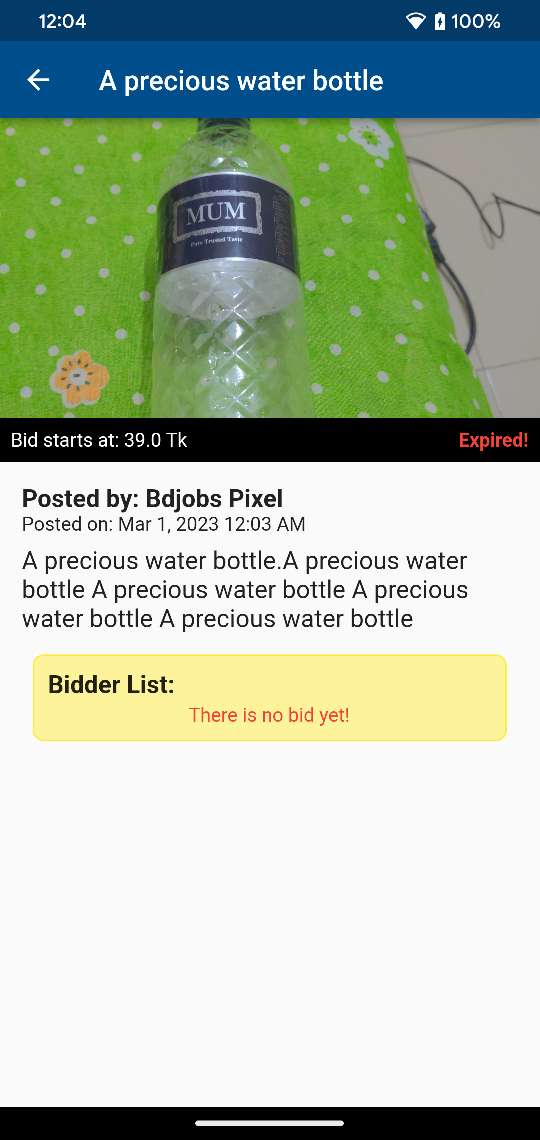 12:04
100%
A precious water bottle
MUM
Pure Trusted Taste
Bid starts at: 39.0 Tk
Expired!
Posted by: Bdjobs Pixel
Posted on: Mar 1, 2023 12:03 AM
A precious water bottle.A precious water
bottle A precious water bottle A precious
water bottle A precious water bottle
Bidder List:
There is no bid yet!